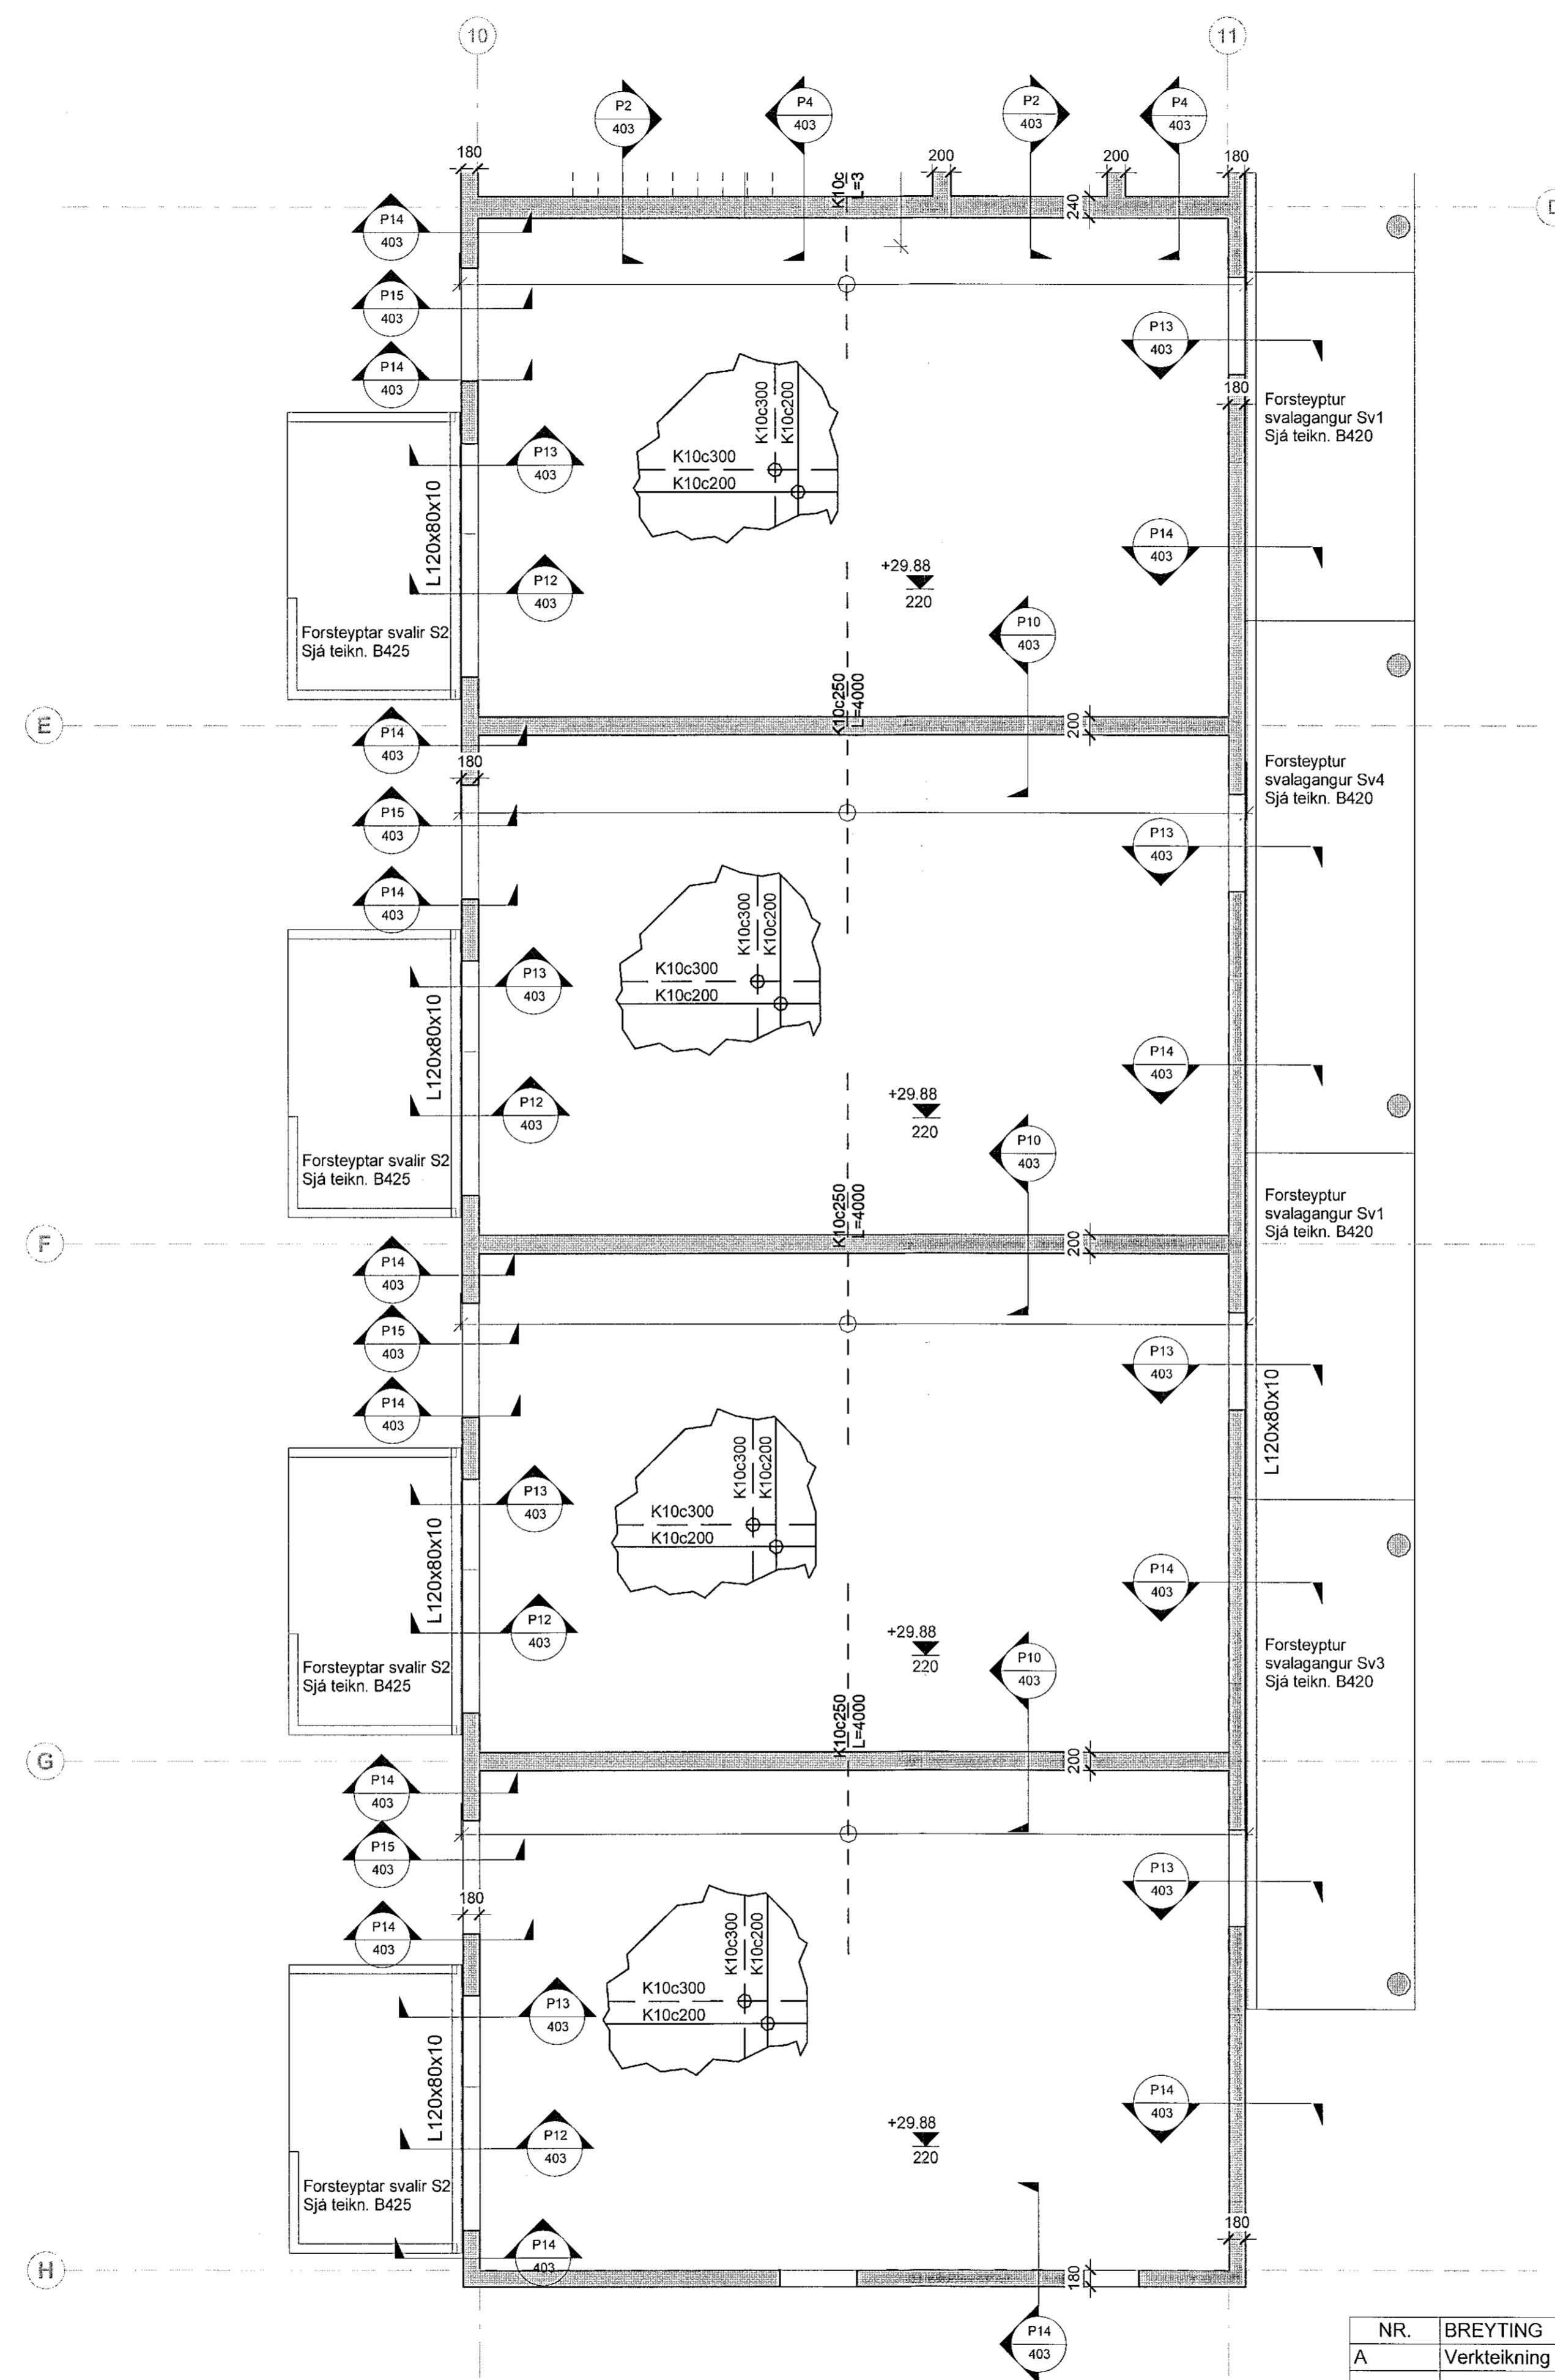 10
11
P2
403
P4
403
P2
403
P4
403
180
200
200
180
K10c
L=3
240
P14
403
P15
403
P14
403
P13
403
180
Forsteyptur
svalagangur Sv1
Sjá teikn. B420
K10c300
K10c200
K10c300
K10c200
P13
403
L120x80x10
P14
403
+29.88
220
P12
403
P10
403
Forsteyptar svalir S2
Sjá teikn. B425
K10c250
L=4000
E
200
P14
403
180
Forsteyptur
svalagangur Sv4
Sjá teikn. B420
P15
403
P13
403
P14
403
K10c300
K10c200
K10c300
K10c200
P13
403
L120x80x10
P14
403
+29.88
220
P12
403
P10
403
Forsteyptar svalir S2
Sjá teikn. B425
K10c250
L=4000
Forsteyptur
svalagangur Sv1
Sjá teikn. B420
F
200
P14
403
P15
403
P13
403
P14
403
L120x80x10
K10c300
K10c200
K10c300
K10c200
P13
403
L120x80x10
P14
403
+29.88
220
P12
403
P10
403
Forsteyptar svalir S2
Sjá teikn. B425
Forsteyptur
svalagangur Sv3
Sjá teikn. B420
K10c250
L=4000
G
200
P14
403
P15
403
P13
403
180
P14
403
K10c300
K10c200
K10c300
K10c200
P13
403
L120x80x10
P14
403
+29.88
220
P12
403
Forsteyptar svalir S2
Sjá teikn. B425
180
P14
403
H
180
P14
403
NR. BREYTING
A Verkteikning